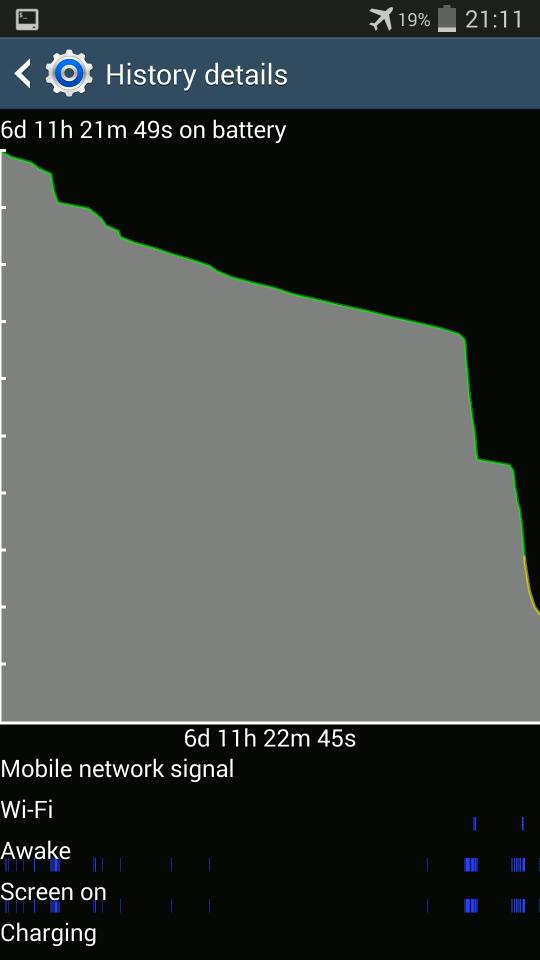 19% 21:11
History details
6d 11h 21m 49s on battery
6d 11h 22m 45s
Mobile network signal
Wi-Fi
Awake
Screen on
Charging